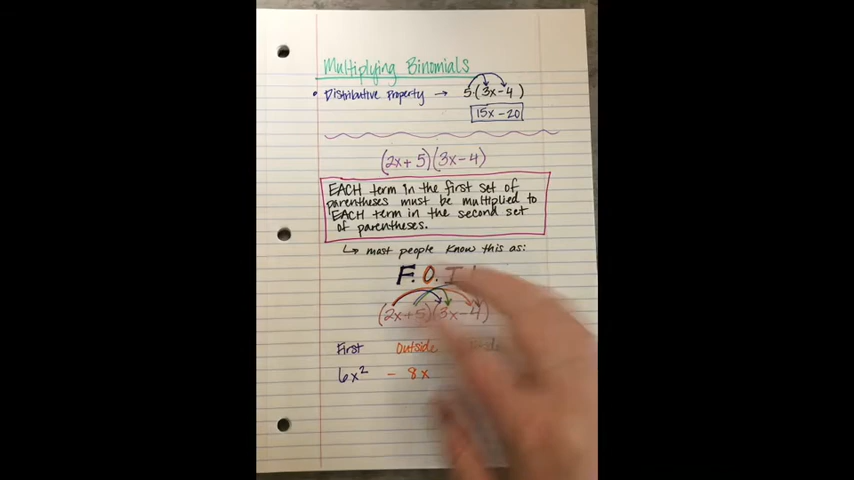 Multiplying Binomials
• Distributive Property → 5·(3x-4)
15x - 20
(2x+5)(3x-4)
EACH term in the first set of
parentheses must be multiplied to
EACH term in the second set
of parentheses.
↳ most people know this as:
F. O. I
(2x+5)(3x-4)
First Outside
6x² - 8x